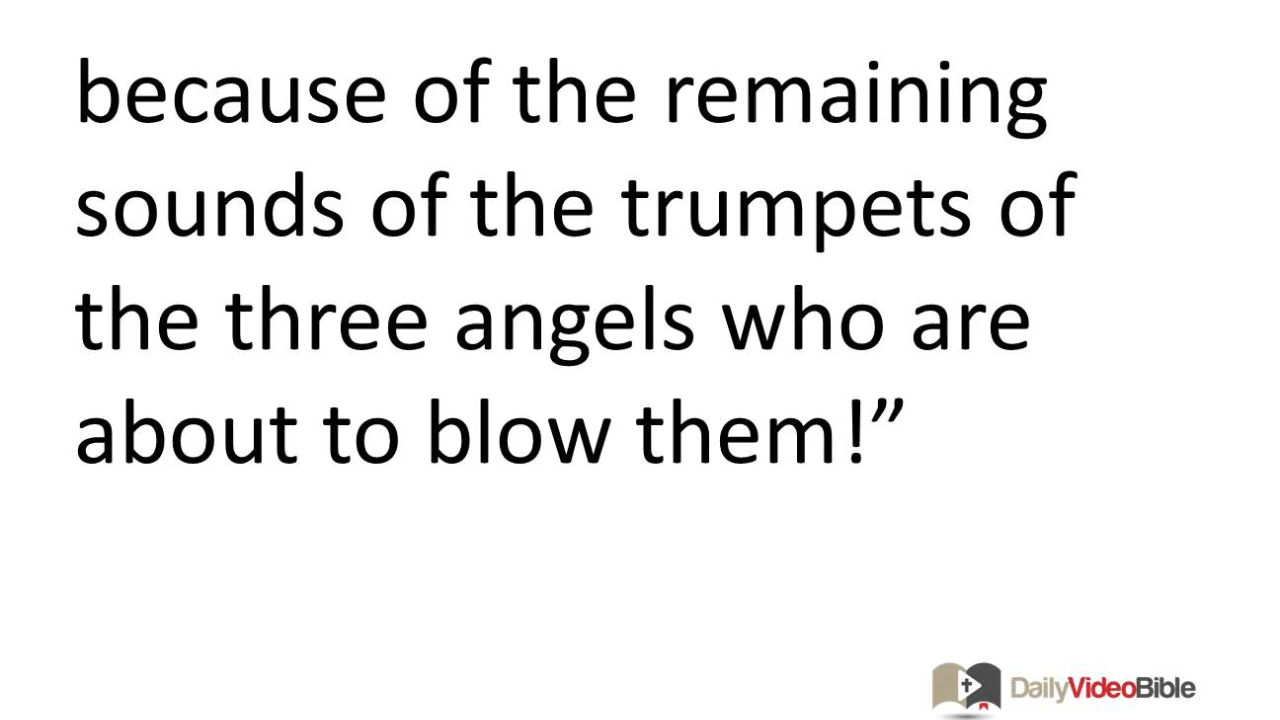 because of the remaining
sounds of the trumpets of
the three angels who are
about to blow them!”
DailyVideoBible